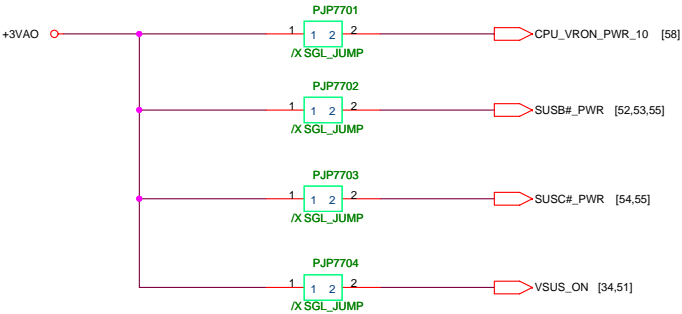 PJP7701
+3VAO
1 1 2 2
CPU_VRON_PWR_10 [58]
/X SGL_JUMP
PJP7702
1 1 2 2
SUSB#_PWR [52,53,55]
/X SGL_JUMP
PJP7703
1 1 2 2
SUSC#_PWR [54,55]
/X SGL_JUMP
PJP7704
1 1 2 2
VSUS_ON [34,51]
/X SGL_JUMP